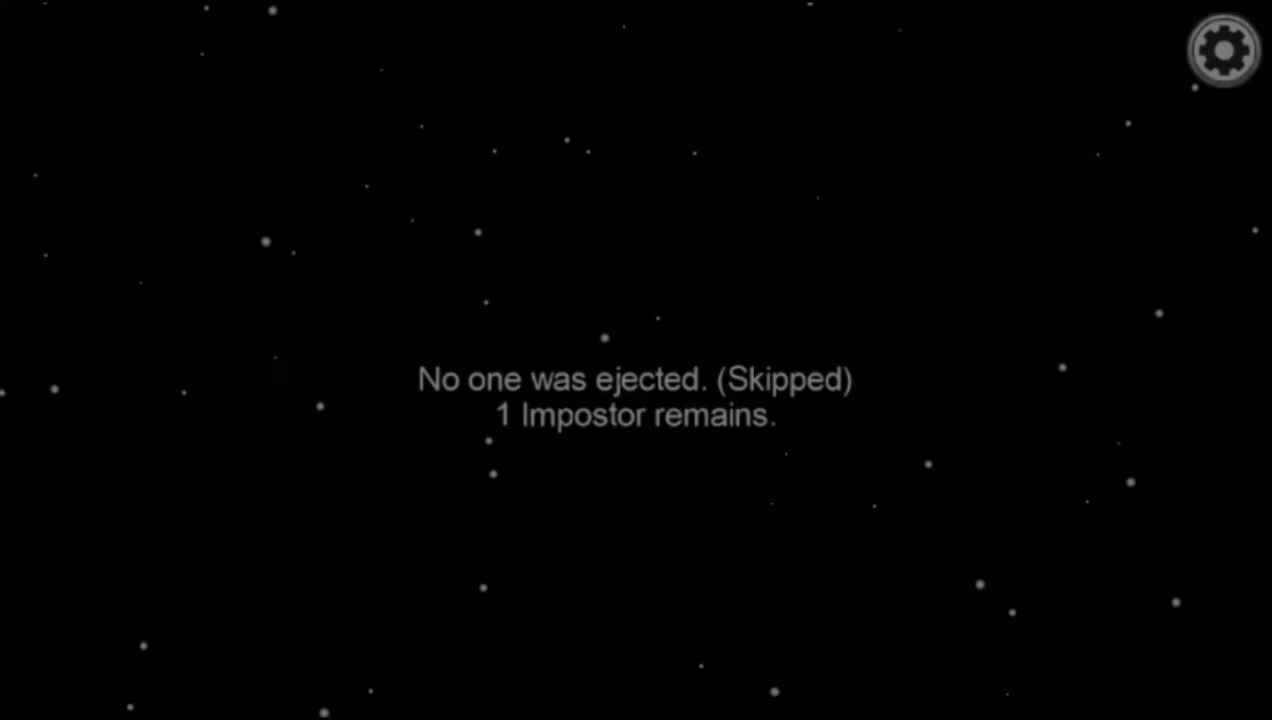 No one was ejected. (Skipped)
1 Impostor remains.